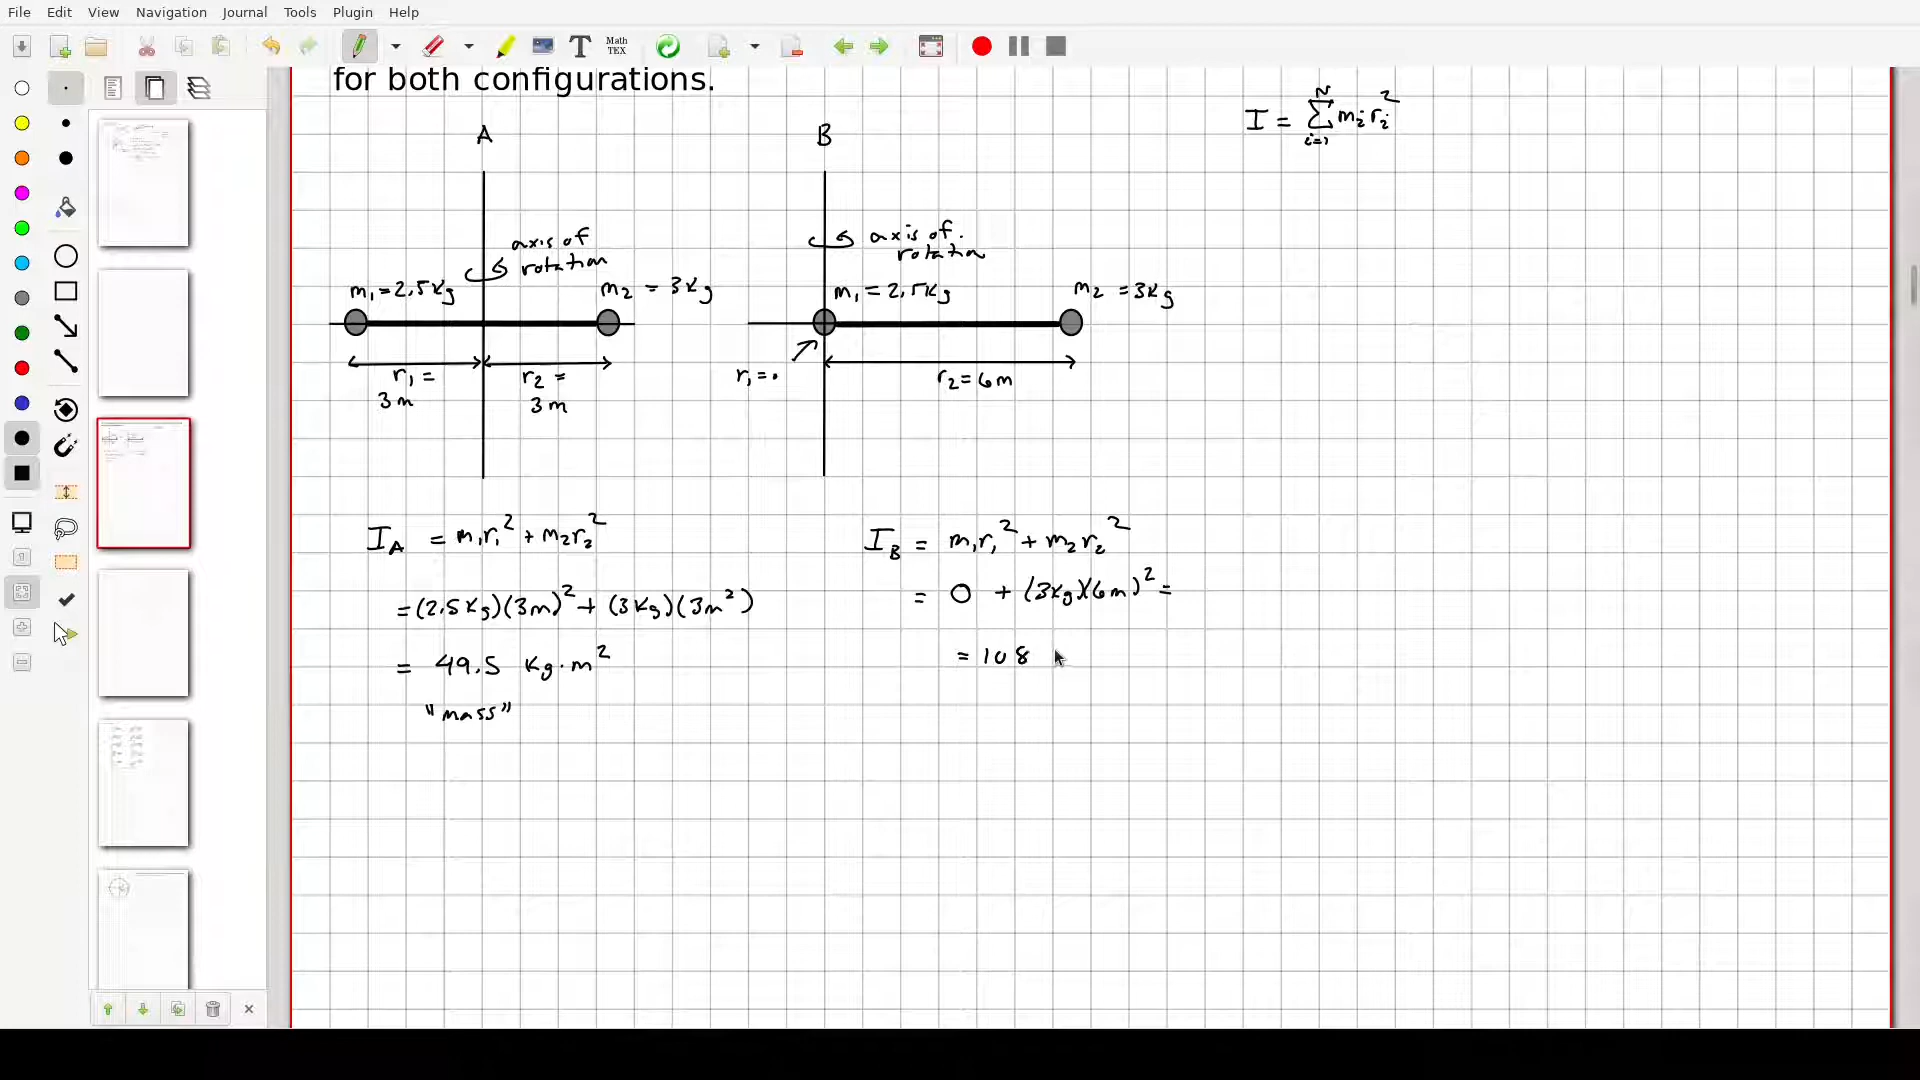 File Edit View Navigation Journal Tools Plugin Help
Math
TEX
for both configurations.
I = N∑i=1 miri²
A
B
axis of
rotation
axis of.
rotation
m₁=2.5Kg
m₂ = 3Kg
m₁ = 2.5Kg
m₂ =3Kg
r₁ =
3m
r₂ =
3m
r₁=0
r₂=6m
I_A = m₁r₁² + m₂r₂²
=(2.5Kg)(3m)² + (3Kg)(3m²)
= 49.5 Kg·m²
"mass"
I_B = m₁r₁² + m₂r₂²
= 0 + (3Kg)(6m)² =
= 108